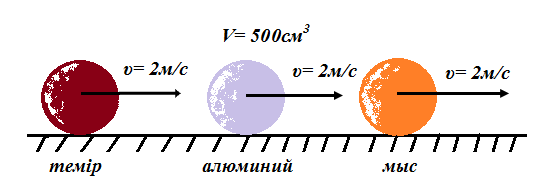 V= 500см³
υ= 2м/с υ= 2м/с υ= 2м/с
темір алюминий мыс